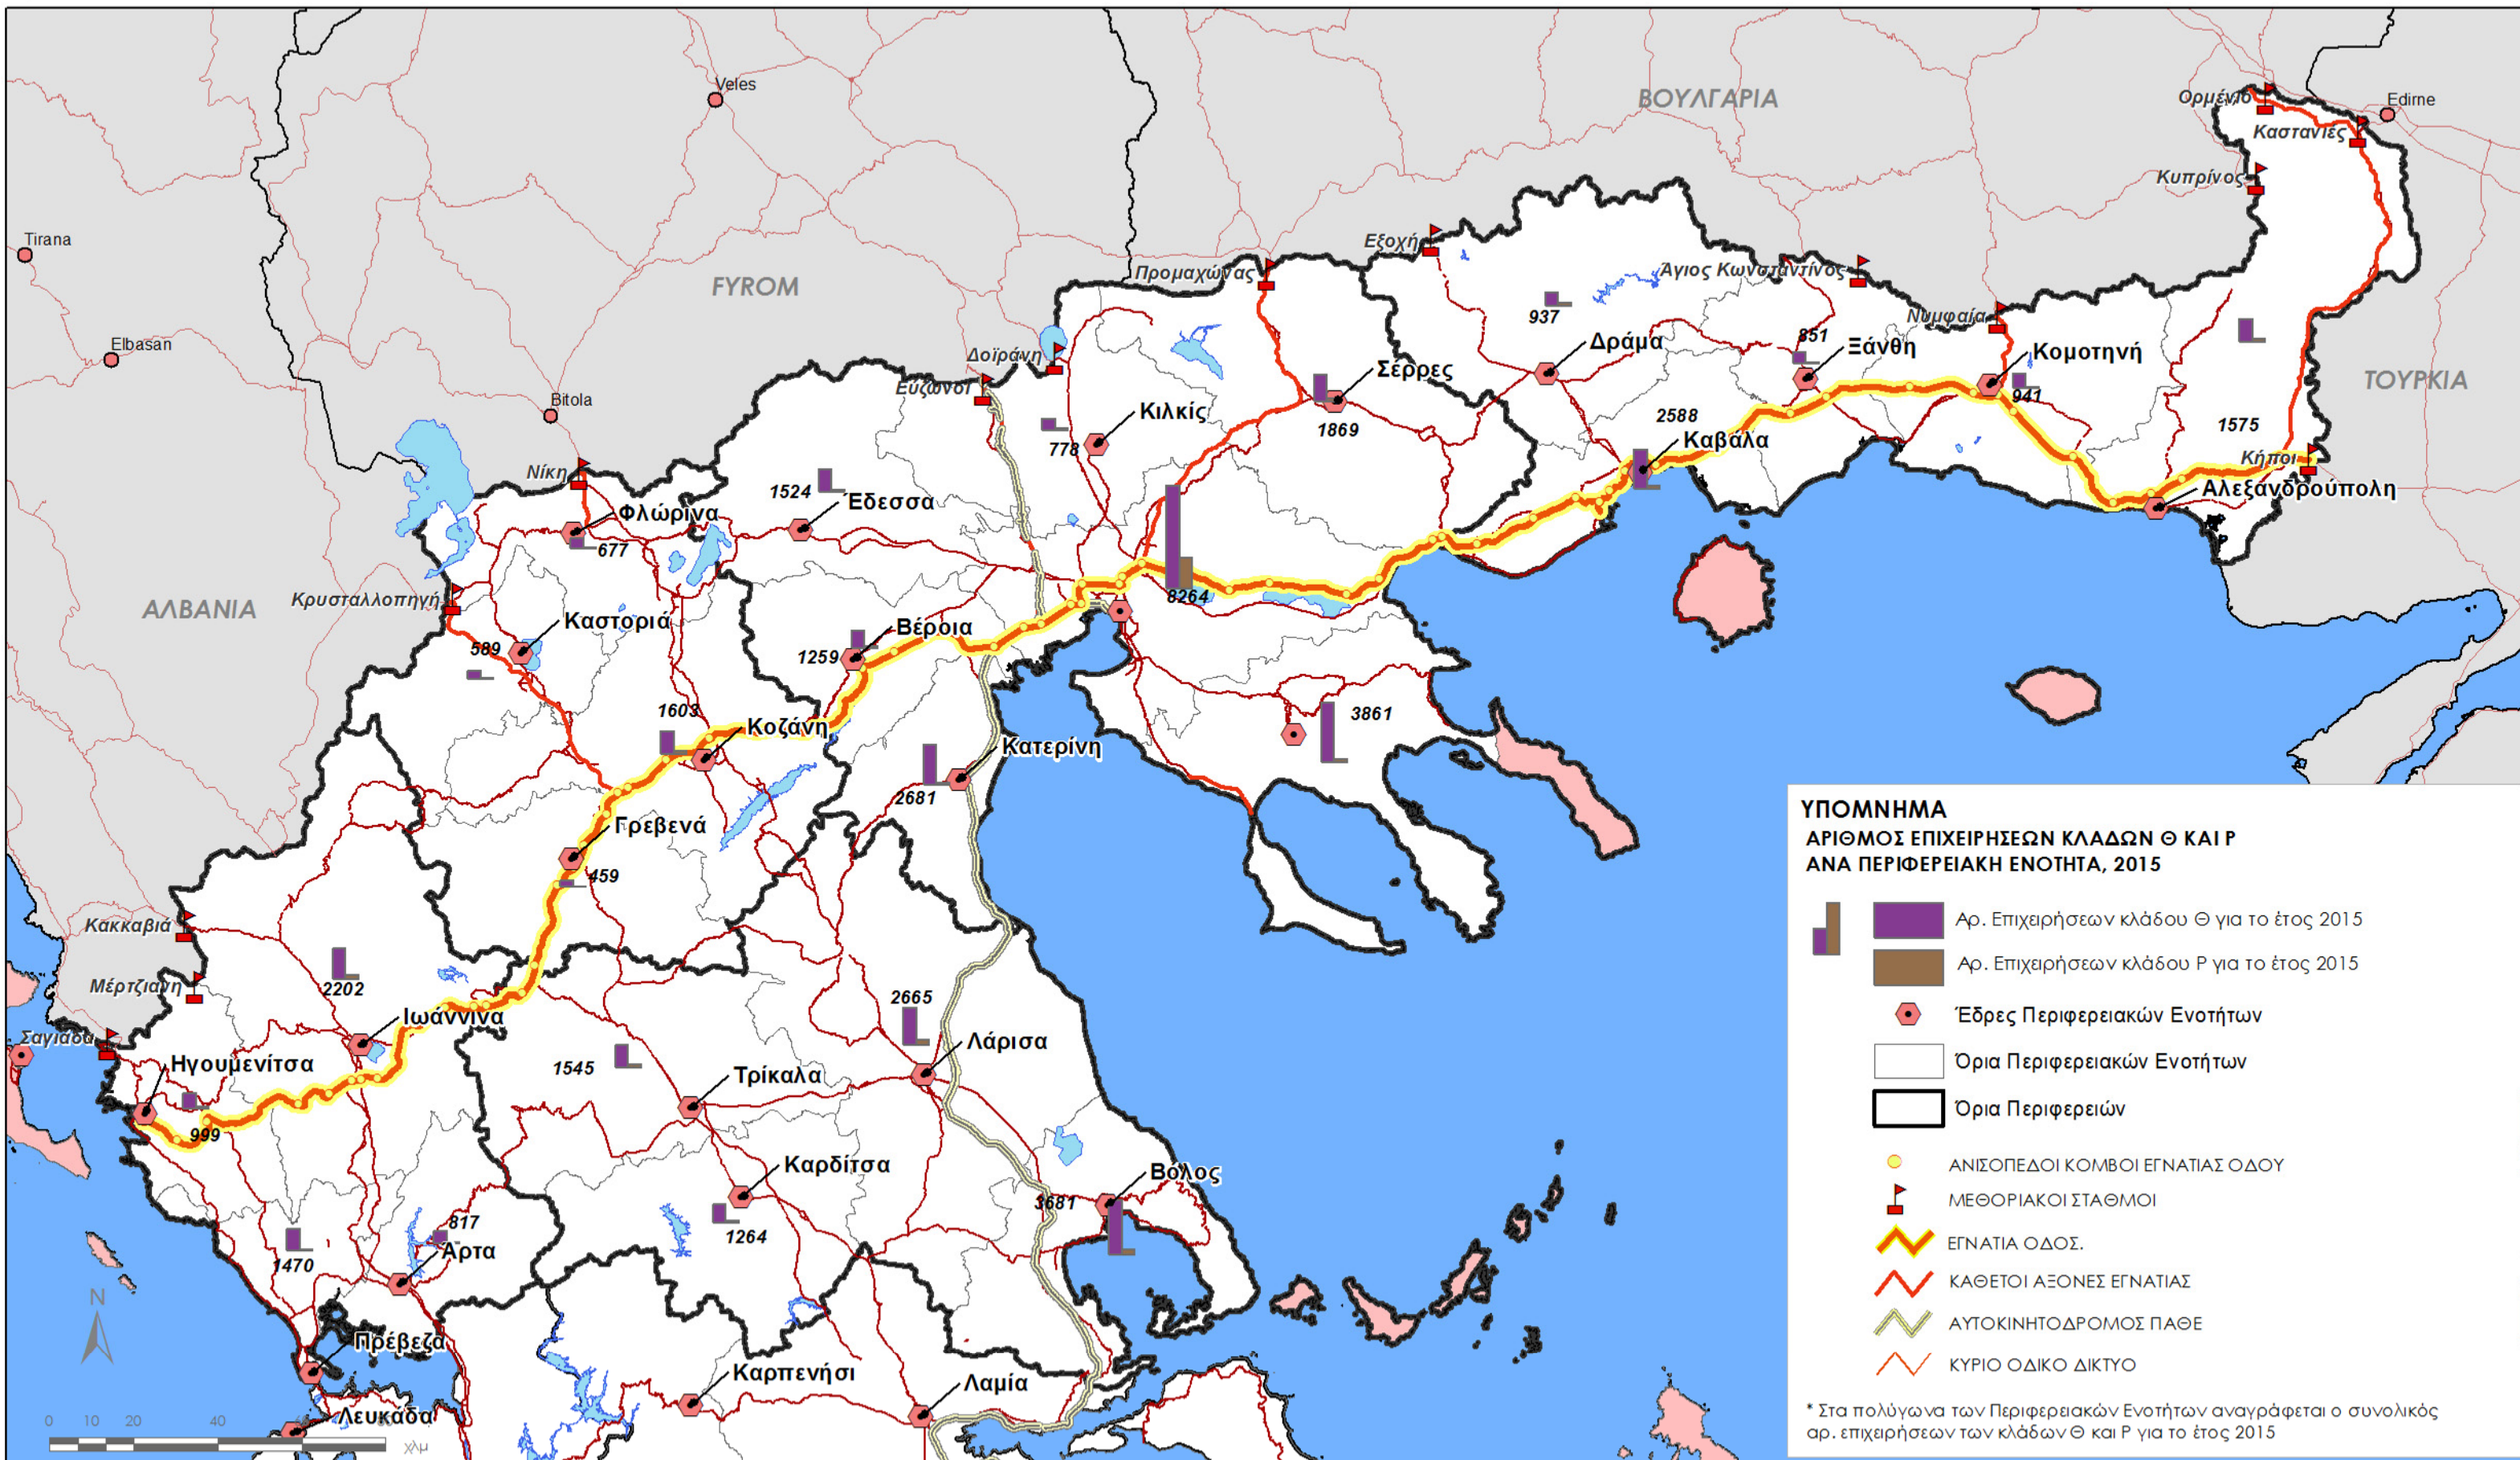 Veles
ΒΟΥΛΓΑΡΙΑ
Ορμένιο
Edirne
Καστανιές
Κυπρίνος
Tirana
Εξοχή
Προμαχώνας
Άγιος Κωνσταντίνος
FYROM
937
Νυμφαία
Elbasan
Δοϊράνη
Δράμα
851
Ξάνθη
Κομοτηνή
Εύζωνοι
Σέρρες
ΤΟΥΡΚΙΑ
Bitola
Κιλκίς
941
778
1869
2588
Καβάλα
1575
Νίκη
Κήποι
1524
Έδεσσα
Αλεξανδρούπολη
Φλώρινα
677
8264
Κρυσταλλοπηγή
ΑΛΒΑΝΙΑ
Καστοριά
589
Βέροια
1259
1603
3861
Κοζάνη
Κατερίνη
2681
Γρεβενά
459
Κακκαβιά
Μέρτζιανη
2202
2665
Ιωάννινα
Σαγιάδα
Λάρισα
Ηγουμενίτσα
1545
Τρίκαλα
999
Καρδίτσα
Βόλος
3681
817
1264
Άρτα
1470
N
Πρέβεζα
Καρπενήσι
Λαμία
Λευκάδα
0 10 20 40
χλμ
ΥΠΟΜΝΗΜΑ
ΑΡΙΘΜΟΣ ΕΠΙΧΕΙΡΗΣΕΩΝ ΚΛΑΔΩΝ Θ ΚΑΙ Ρ
ΑΝΑ ΠΕΡΙΦΕΡΕΙΑΚΗ ΕΝΟΤΗΤΑ, 2015
Αρ. Επιχειρήσεων κλάδου Θ για το έτος 2015
Αρ. Επιχειρήσεων κλάδου Ρ για το έτος 2015
Έδρες Περιφερειακών Ενοτήτων
Όρια Περιφερειακών Ενοτήτων
Όρια Περιφερειών
ΑΝΙΣΟΠΕΔΟΙ ΚΟΜΒΟΙ ΕΓΝΑΤΙΑΣ ΟΔΟΥ
ΜΕΘΟΡΙΑΚΟΙ ΣΤΑΘΜΟΙ
ΕΓΝΑΤΙΑ ΟΔΟΣ.
ΚΑΘΕΤΟΙ ΑΞΟΝΕΣ ΕΓΝΑΤΙΑΣ
ΑΥΤΟΚΙΝΗΤΟΔΡΟΜΟΣ ΠΑΘΕ
ΚΥΡΙΟ ΟΔΙΚΟ ΔΙΚΤΥΟ
* Στα πολύγωνα των Περιφερειακών Ενοτήτων αναγράφεται ο συνολικός
αρ. επιχειρήσεων των κλάδων Θ και Ρ για το έτος 2015